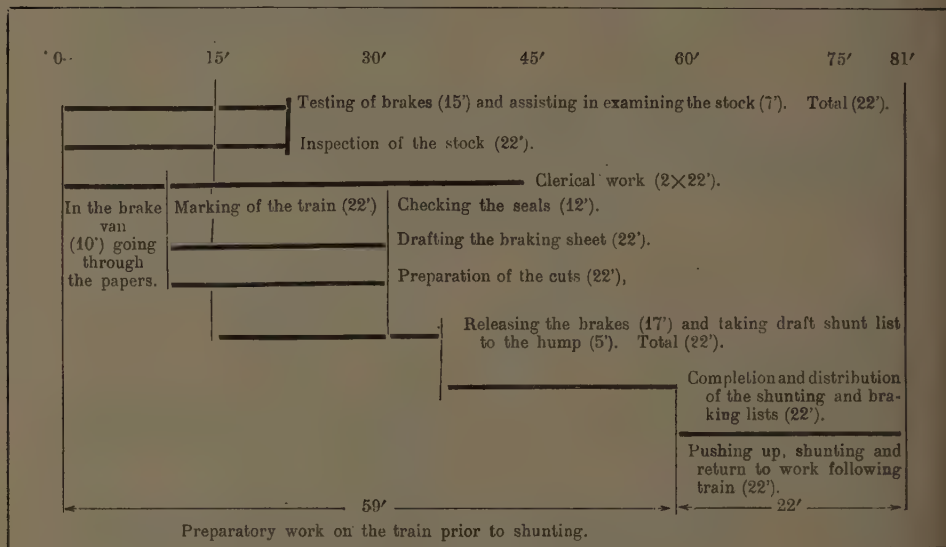 0 15′ 30′ 45′ 60′ 75′ 81′
Testing of brakes (15′) and assisting in examining the stock (7′). Total (22′).
Inspection of the stock (22′).
Clerical work (2×22′).
In the brake
van
(10′) going
through
the papers.
Marking of the train (22′)
Checking the seals (12′).
Drafting the braking sheet (22′).
Preparation of the cuts (22′),
Releasing the brakes (17′) and taking draft shunt list
to the hump (5′). Total (22′).
Completion and distribution
of the shunting and bra-
king lists (22′).
Pushing up, shunting and
return to work following
train (22′).
59′ 22′
Preparatory work on the train prior to shunting.